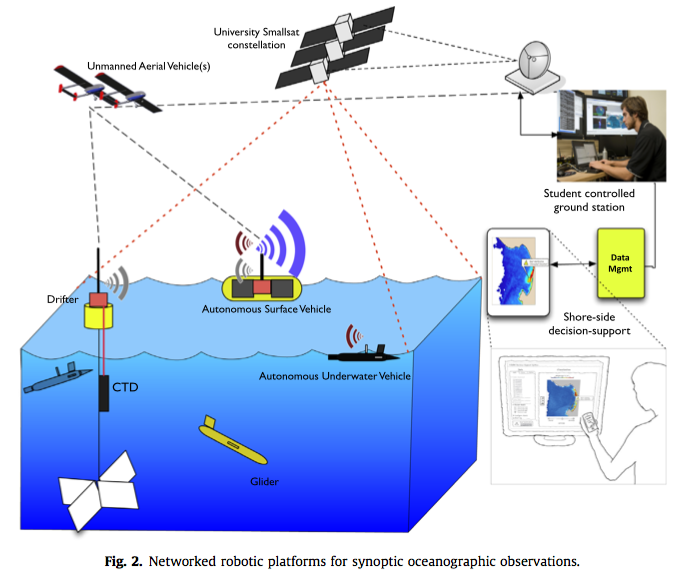 University Smallsat
constellation
Unmanned Aerial Vehicle(s)
Student controlled
ground station
Data
Mgmt
Drifter
Autonomous Surface Vehicle
Shore-side
decision-support
Autonomous Underwater Vehicle
CTD
Glider
Fig. 2. Networked robotic platforms for synoptic oceanographic observations.